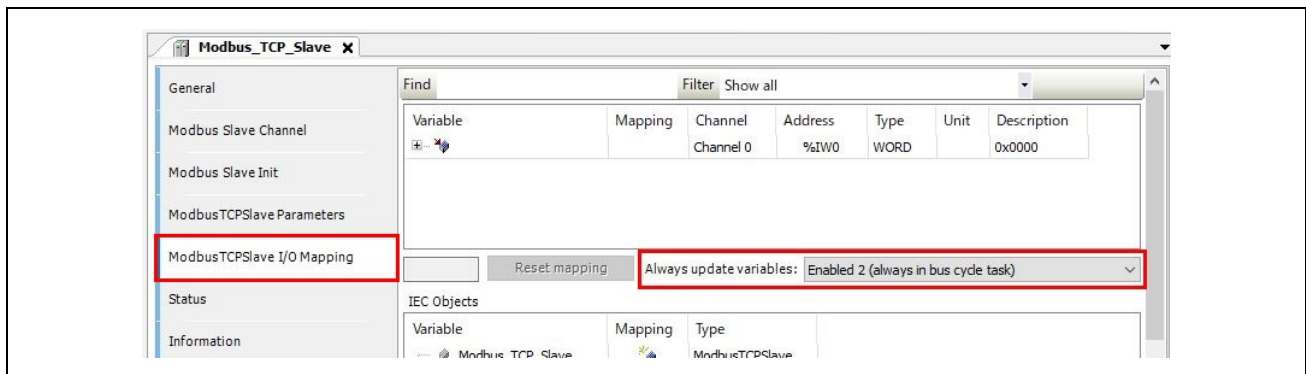 Modbus_TCP_Slave X
General
Modbus Slave Channel
Modbus Slave Init
ModbusTCPSlave Parameters
ModbusTCPSlave I/O Mapping
Status
Information
Find Filter Show all
Variable Mapping Channel Address Type Unit Description
Channel 0 %IW0 WORD 0x0000
Reset mapping Always update variables: Enabled 2 (always in bus cycle task)
IEC Objects
Variable Mapping Type
Modbus_TCP_Slave ModbusTCPSlave